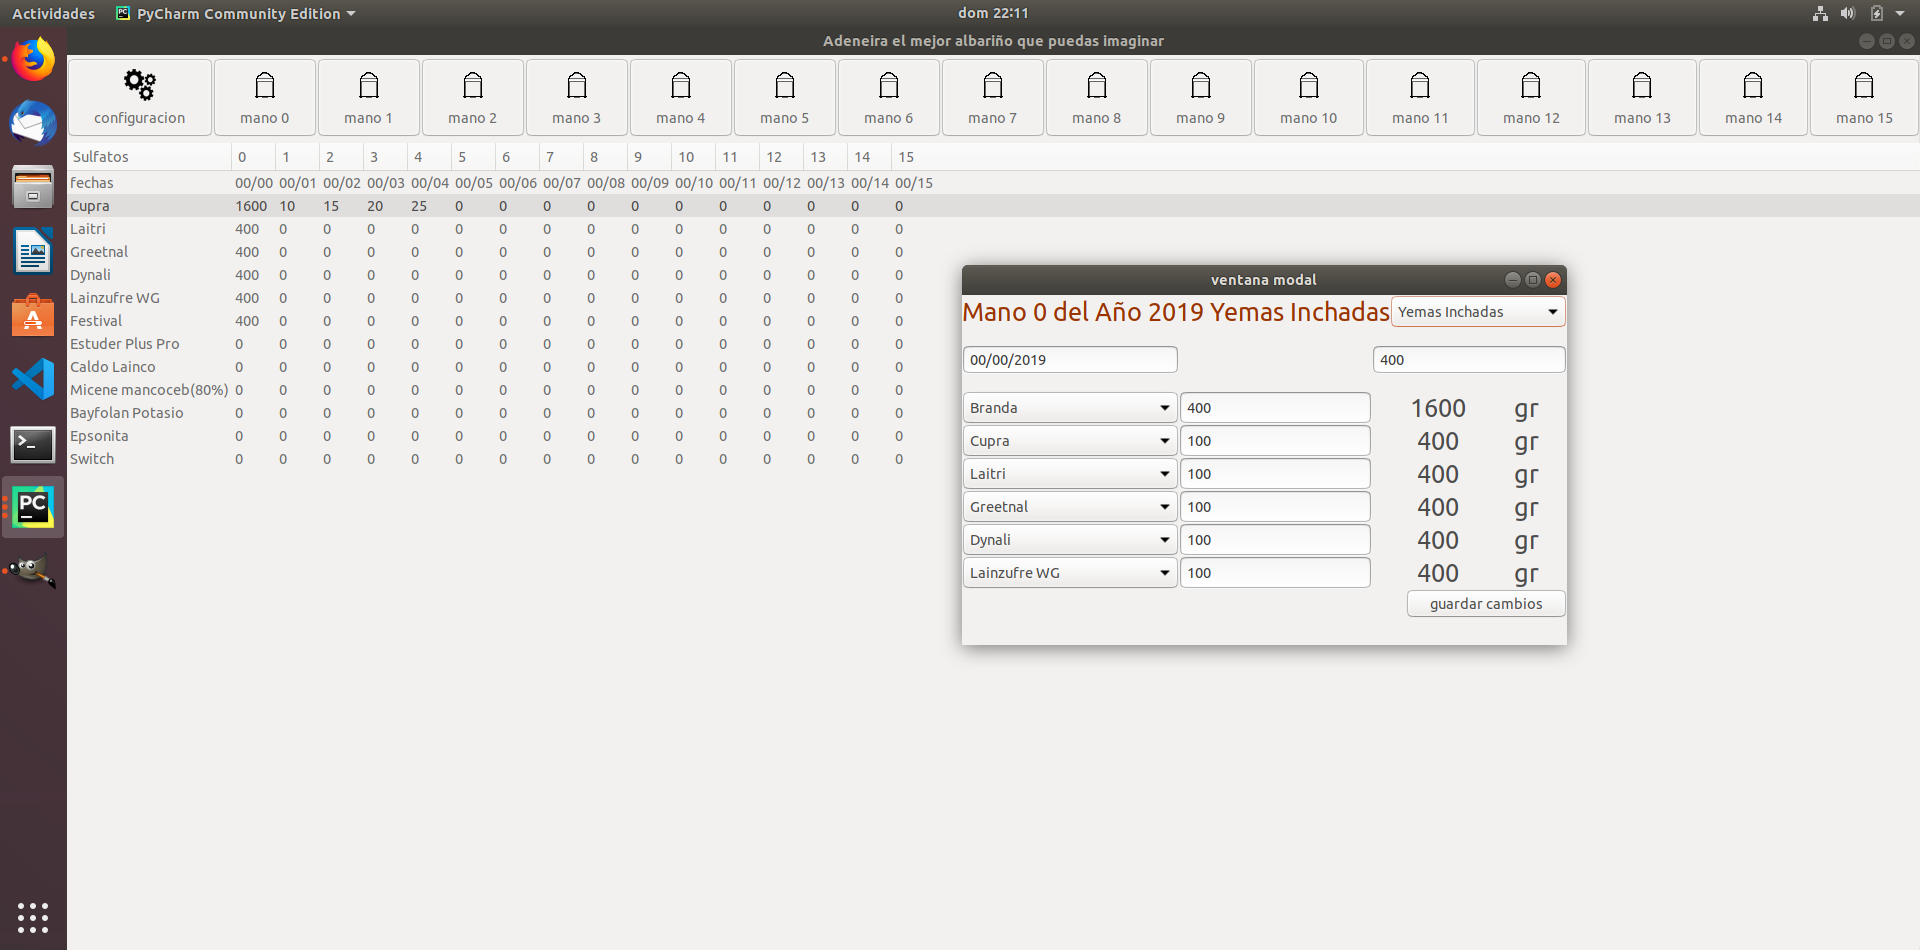 Actividades PyCharm Community Edition dom 22:11
Adeneira el mejor albariño que puedas imaginar
configuracion mano 0 mano 1 mano 2 mano 3 mano 4 mano 5 mano 6 mano 7 mano 8 mano 9 mano 10 mano 11 mano 12 mano 13 mano 14 mano 15
Sulfatos 0 1 2 3 4 5 6 7 8 9 10 11 12 13 14 15
fechas 00/00 00/01 00/02 00/03 00/04 00/05 00/06 00/07 00/08 00/09 00/10 00/11 00/12 00/13 00/14 00/15
Cupra 1600 10 15 20 25 0 0 0 0 0 0 0 0 0 0 0
Laitri 400 0 0 0 0 0 0 0 0 0 0 0 0 0 0 0
Greetnal 400 0 0 0 0 0 0 0 0 0 0 0 0 0 0 0
Dynali 400 0 0 0 0 0 0 0 0 0 0 0 0 0 0 0
Lainzufre WG 400 0 0 0 0 0 0 0 0 0 0 0 0 0 0 0
Festival 400 0 0 0 0 0 0 0 0 0 0 0 0 0 0 0
Estuder Plus Pro 0 0 0 0 0 0 0 0 0 0 0 0 0 0 0 0
Caldo Lainco 0 0 0 0 0 0 0 0 0 0 0 0 0 0 0 0
Micene mancoceb(80%) 0 0 0 0 0 0 0 0 0 0 0 0 0 0 0 0
Bayfolan Potasio 0 0 0 0 0 0 0 0 0 0 0 0 0 0 0 0
Epsonita 0 0 0 0 0 0 0 0 0 0 0 0 0 0 0 0
Switch 0 0 0 0 0 0 0 0 0 0 0 0 0 0 0 0
ventana modal
Mano 0 del Año 2019 Yemas Inchadas Yemas Inchadas
00/00/2019 400
Branda 400 1600 gr
Cupra 100 400 gr
Laitri 100 400 gr
Greetnal 100 400 gr
Dynali 100 400 gr
Lainzufre WG 100 400 gr
guardar cambios
PC